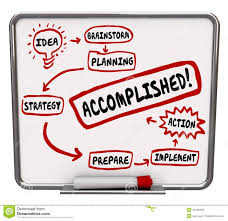 IDEA
BRAINSTORM
PLANNING
STRATEGY
ACCOMPLISHED!
ACTION
PREPARE
IMPLEMENT